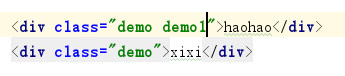 <div class="demo demo1">haohao</div>
<div class="demo">xixi</div>